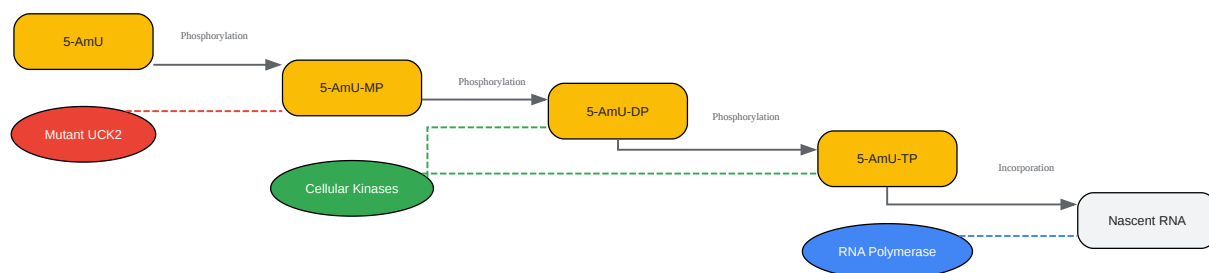 5-AmU
Phosphorylation
5-AmU-MP
Mutant UCK2
Phosphorylation
5-AmU-DP
Cellular Kinases
Phosphorylation
5-AmU-TP
Incorporation
RNA Polymerase
Nascent RNA